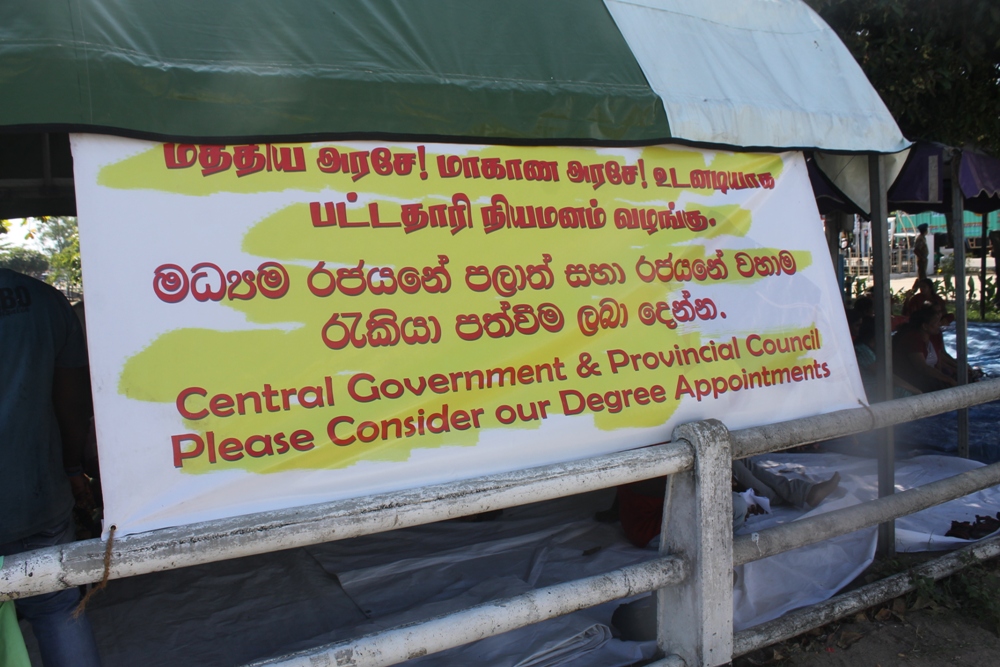 மத்திய அரசே! மாகாண அரசே! உடனடியாக
பட்டதாரி நியமனம் வழங்கு.
මධ්‍යම රජයනේ පලාත් සභා රජයනේ වහාම
රැකියා පත්වීම ලබා දෙන්න.
Central Government & Provincial Council
Please Consider our Degree Appointments